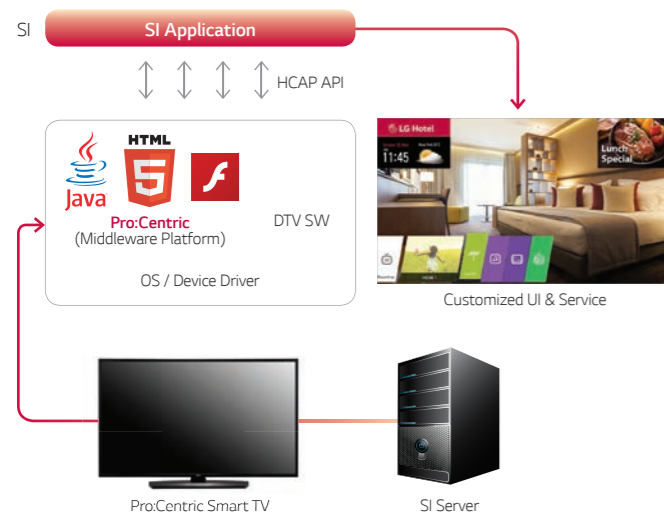 SI
SI Application
HCAP API
Java
HTML
5
Pro:Centric
(Middleware Platform)
DTV SW
OS / Device Driver
LG Hotel
11:45
Lunch
Special
Customized UI & Service
Pro:Centric Smart TV
SI Server